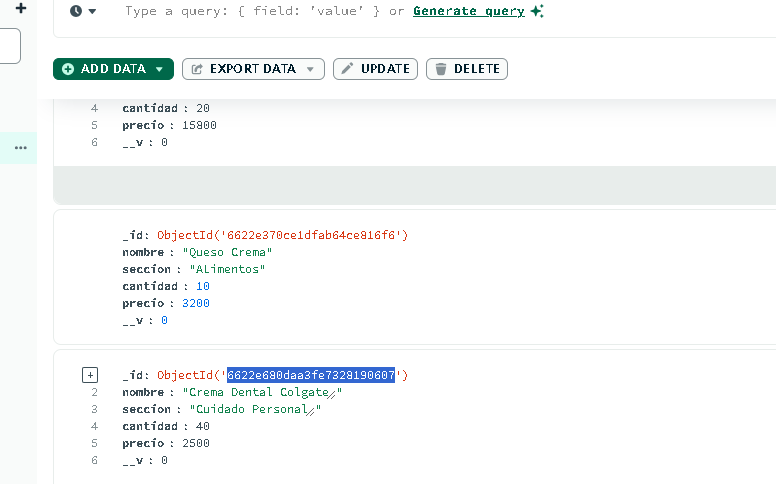 Type a query: { field: 'value' } or Generate query
ADD DATA EXPORT DATA UPDATE DELETE
4 cantidad : 20
5 precio : 15800
6 __v : 0
_id: ObjectId('6622e370ce1dfab64ce816f6')
nombre : "Queso Crema"
seccion : "ALimentos"
cantidad : 10
precio : 3200
__v : 0
_id: ObjectId('6622e680daa3fe7328190607')
2 nombre : "Crema Dental Colgate"
3 seccion : "Cuidado Personal"
4 cantidad : 40
5 precio : 2500
6 __v : 0